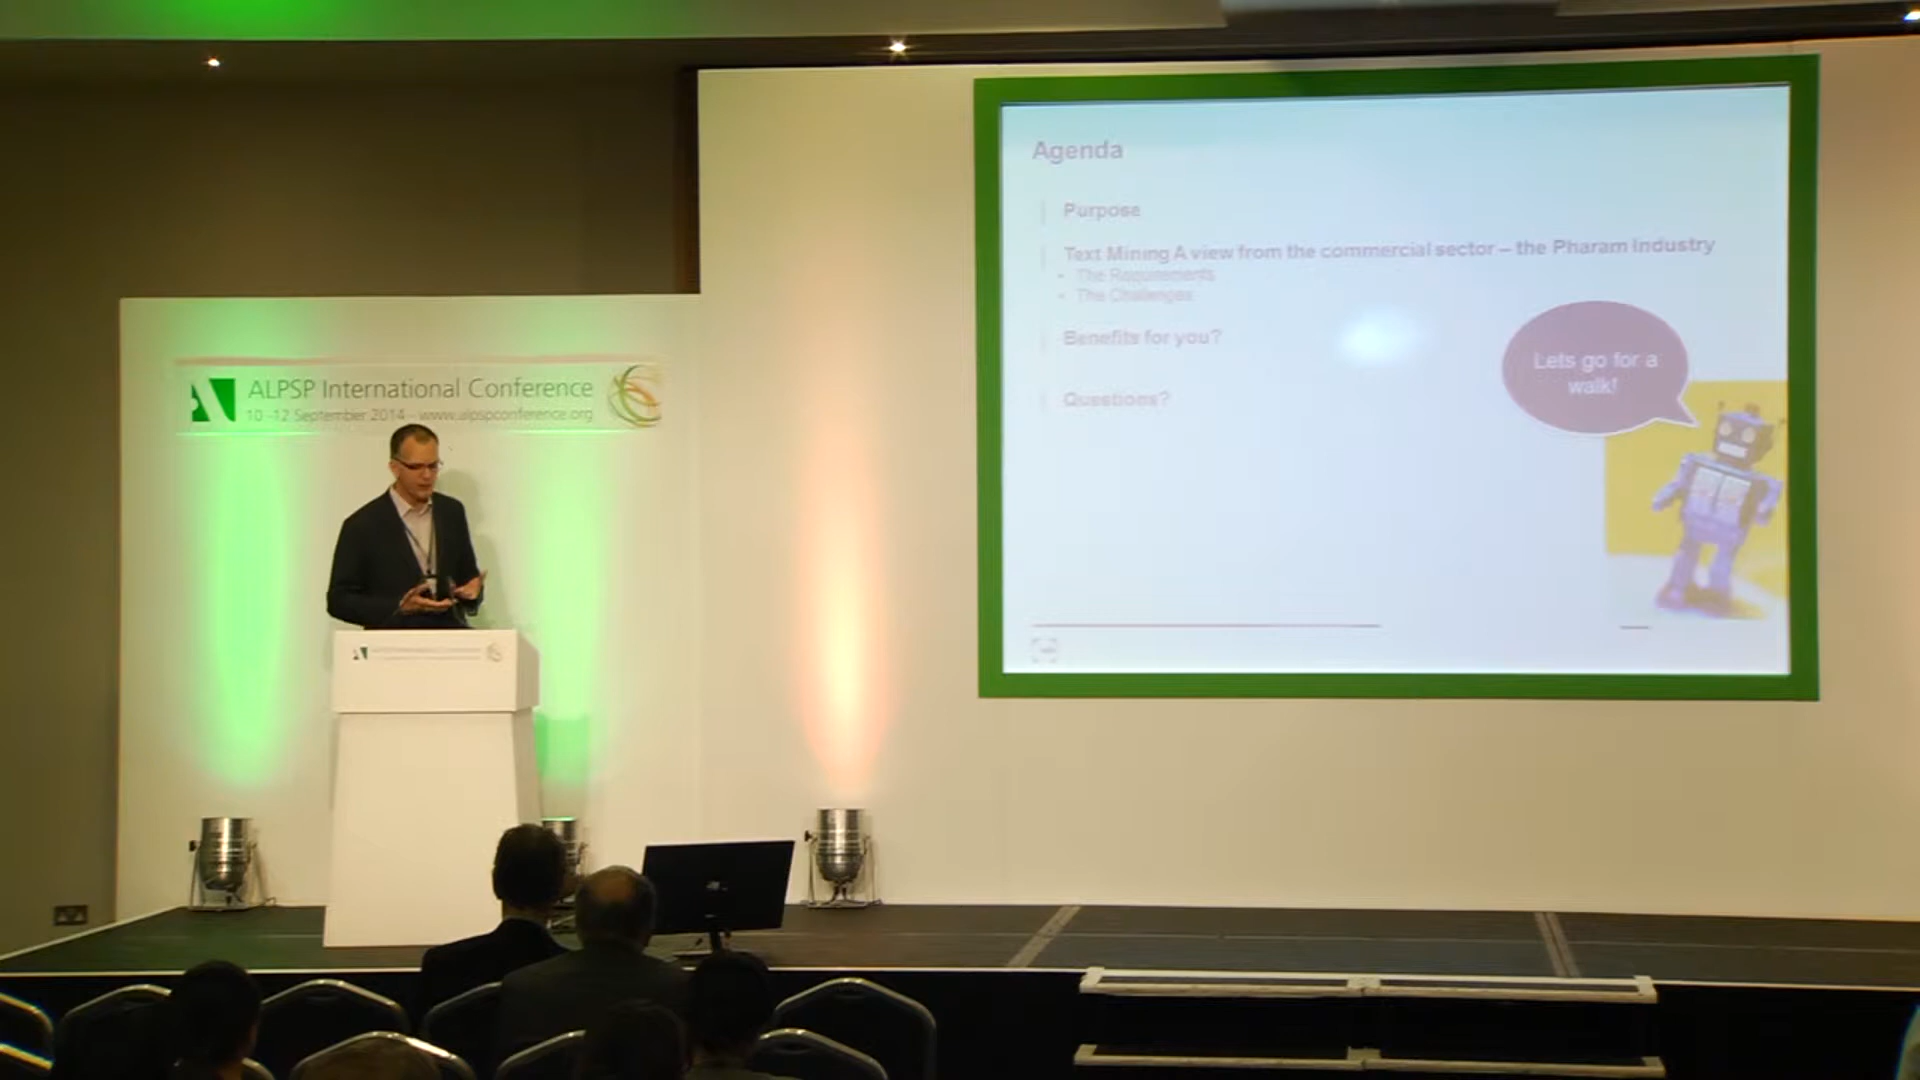 Agenda
Purpose
Text Mining A view from the commercial sector – the Pharam Industry
• The Requirements
• The Challenges
Benefits for you?
Questions?
Lets go for a
walk!
ALPSP International Conference
10 -12 September 2014 - www.alpspconference.org